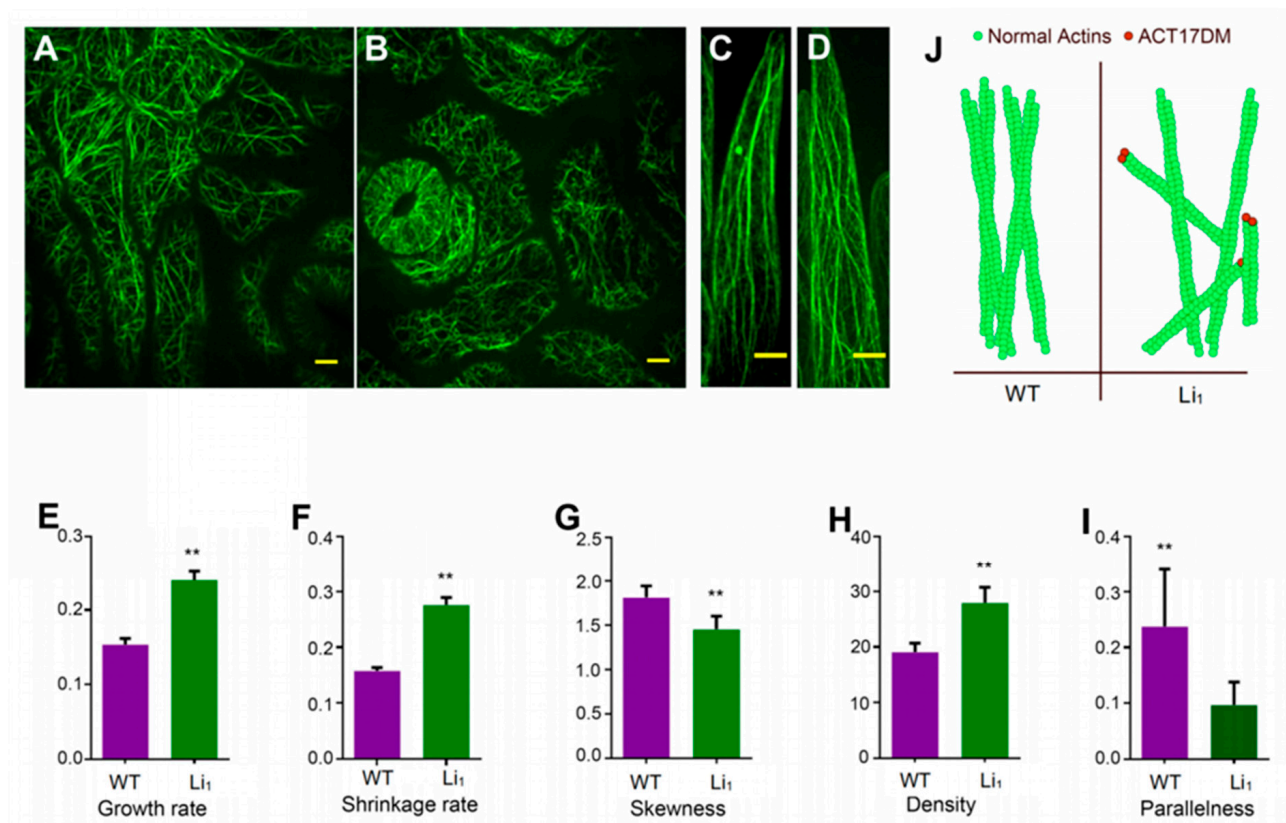 A
B
C
D
J
Normal Actins
ACT17DM
WT
Li₁
E
0.3
0.2
0.1
0.0
**
WT
Li₁
Growth rate
F
0.4
0.3
0.2
0.1
0.0
**
WT
Li₁
Shrinkage rate
G
2.5
2.0
1.5
1.0
0.5
0.0
**
WT
Li₁
Skewness
H
40
30
20
10
0
**
WT
Li₁
Density
I
0.4
0.3
0.2
0.1
0.0
**
WT
Li₁
Parallelness